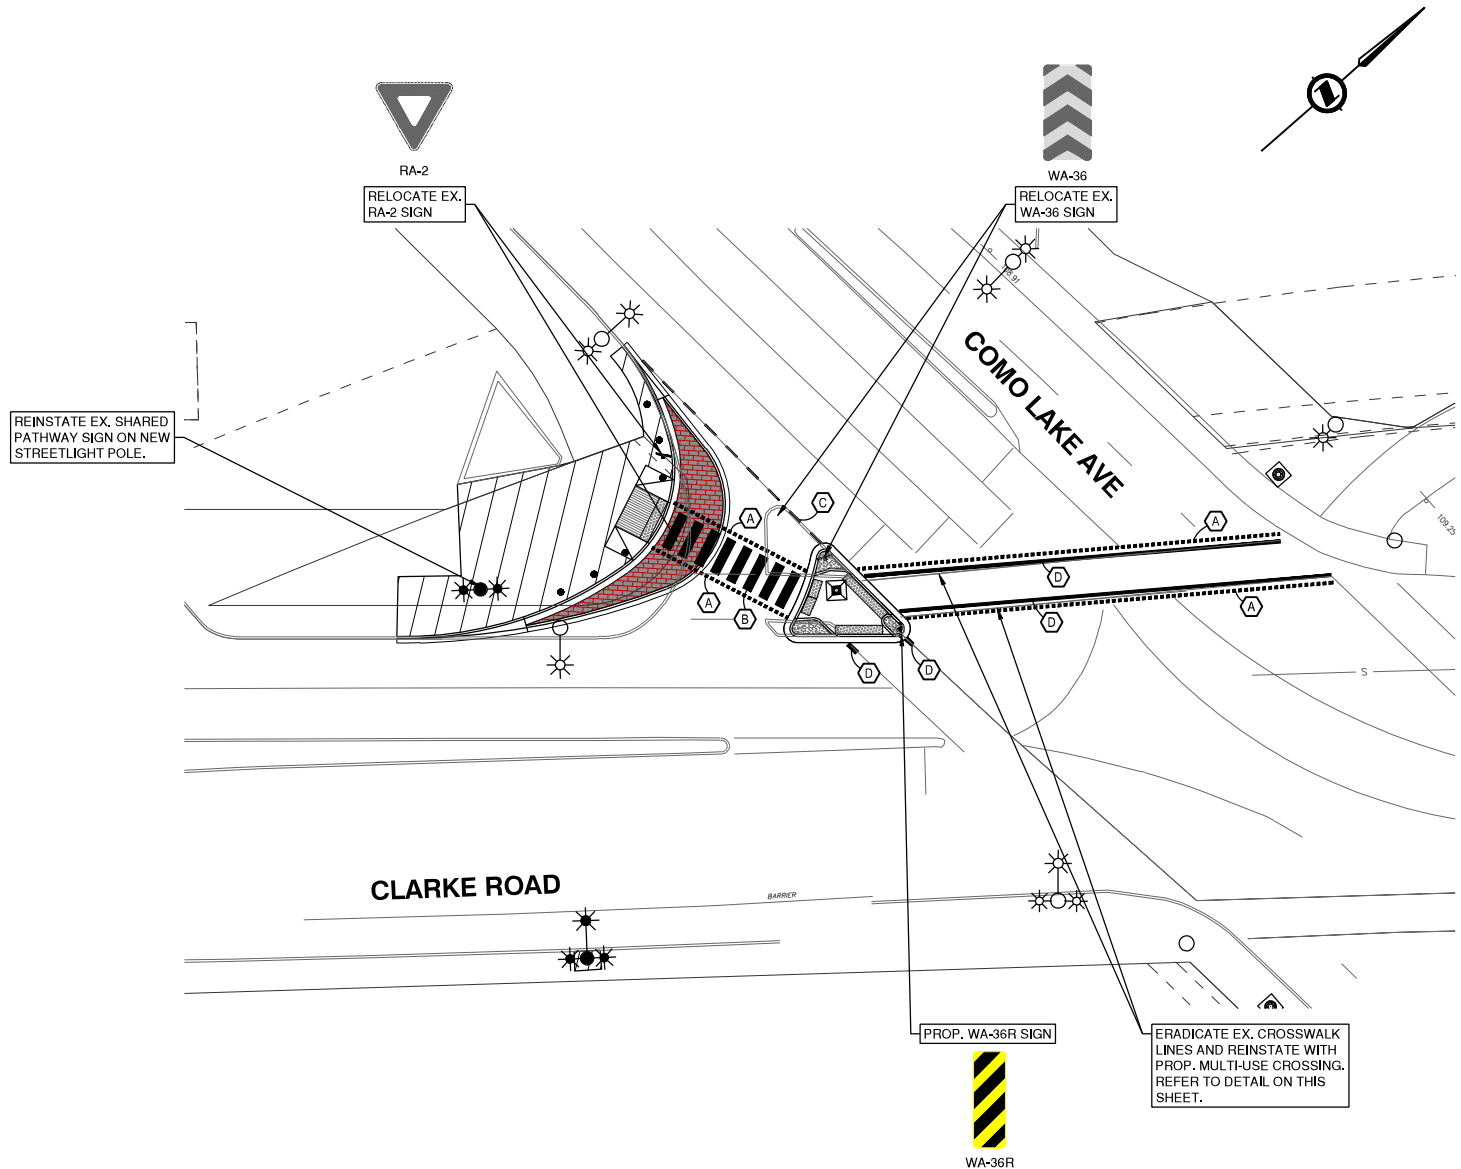 RA-2
RELOCATE EX.
RA-2 SIGN
WA-36
RELOCATE EX.
WA-36 SIGN
COMO LAKE AVE
REINSTATE EX. SHARED
PATHWAY SIGN ON NEW
STREETLIGHT POLE.
C
A
A
109.25
D
A
A
D
B
D
D
S
CLARKE ROAD
BARRIER
PROP. WA-36R SIGN
WA-36R
ERADICATE EX. CROSSWALK
LINES AND REINSTATE WITH
PROP. MULTI-USE CROSSING.
REFER TO DETAIL ON THIS
SHEET.